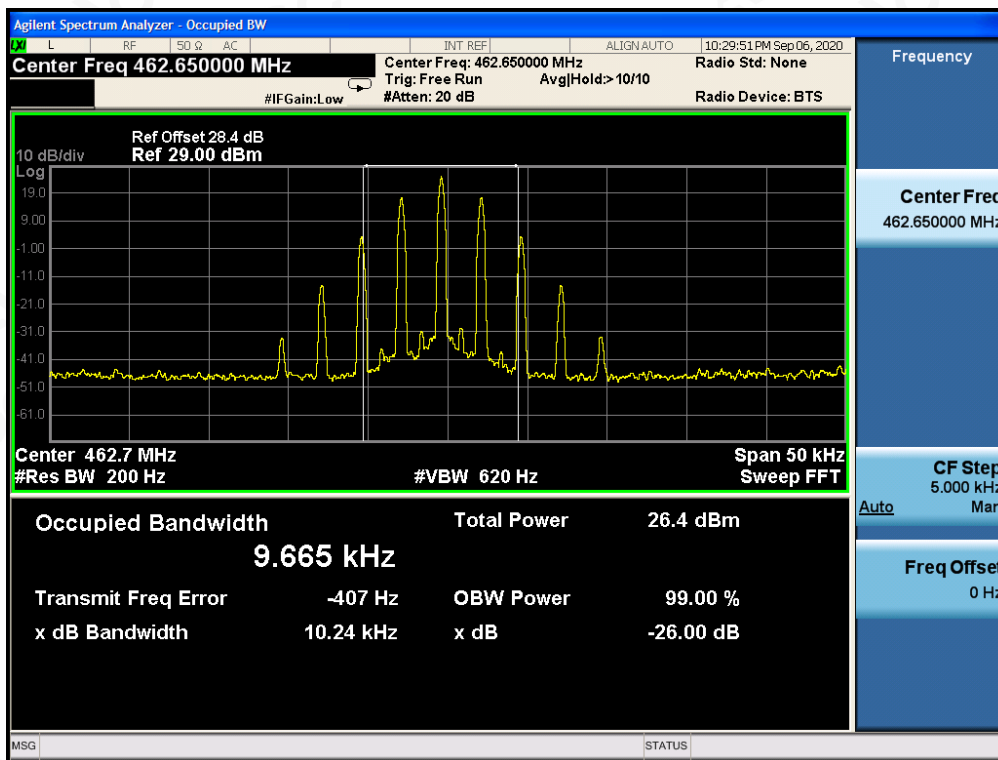 Agilent Spectrum Analyzer - Occupied BW
LXI L RF 50 Ω AC INT REF ALIGN AUTO 10:29:51 PM Sep 06, 2020
Center Freq 462.650000 MHz
Center Freq: 462.650000 MHz
Radio Std: None
Trig: Free Run Avg|Hold:> 10/10
#IFGain:Low
#Atten: 20 dB
Radio Device: BTS
Frequency
Ref Offset 28.4 dB
10 dB/div Ref 29.00 dBm
Log
19.0
9.00
-1.00
-11.0
-21.0
-31.0
-41.0
-51.0
-61.0
Center 462.7 MHz
Span 50 kHz
#Res BW 200 Hz
#VBW 620 Hz
Sweep FFT
Center Freq
462.650000 MHz
CF Step
5.000 kHz
Auto Man
Freq Offset
0 Hz
Occupied Bandwidth
9.665 kHz
Total Power 26.4 dBm
Transmit Freq Error -407 Hz
OBW Power 99.00 %
x dB Bandwidth 10.24 kHz
x dB -26.00 dB
MSG
STATUS